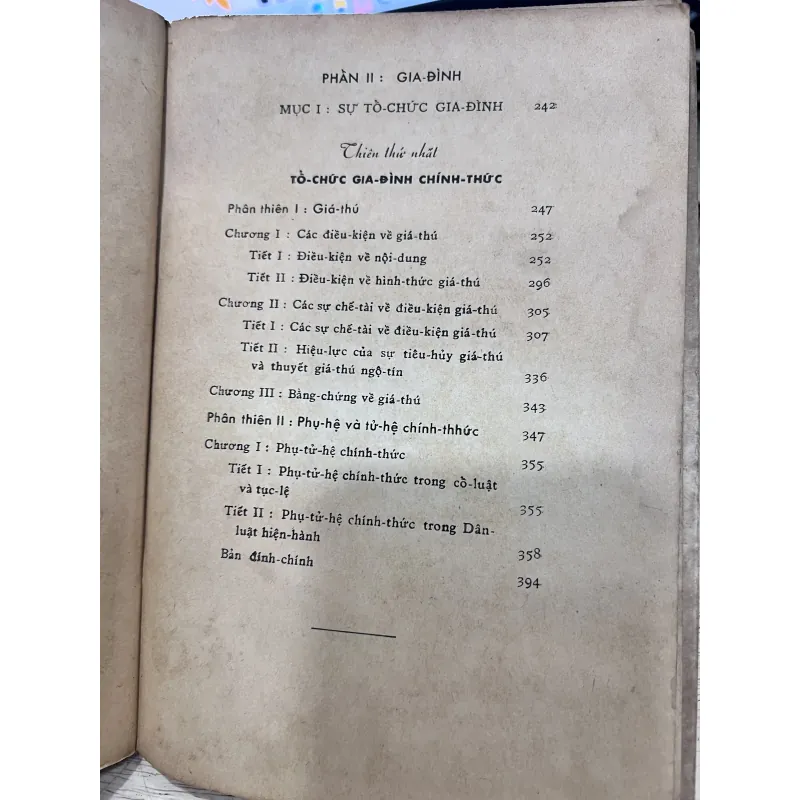 PHẦN II : GIA-ĐÌNH
MỤC I : SỰ TỔ-CHỨC GIA-ĐÌNH 242
Thiên thứ nhất
TỔ-CHỨC GIA-ĐÌNH CHÍNH-THỨC
Phân thiên I : Giá-thú 247
Chương I : Các điều-kiện về giá-thú 252
Tiết I : Điều-kiện về nội-dung 252
Tiết II : Điều-kiện về hình-thức giá-thú 296
Chương II : Các sự chế-tài về điều-kiện giá-thú 305
Tiết I : Các sự chế-tài về điều-kiện giá-thú 307
Tiết II : Hiệu-lực của sự tiêu-hủy giá-thú
và thuyết giá-thú ngộ-tín 336
Chương III : Bằng-chứng về giá-thú 343
Phân thiên II : Phụ-hệ và tử-hệ chính-thhức 347
Chương I : Phụ-tử-hệ chính-thức 355
Tiết I : Phụ-tử-hệ chính-thức trong cổ-luật
và tục-lệ 355
Tiết II : Phụ-tử-hệ chính-thức trong Dân-
luật hiện-hành 358
Bản đính-chính 394